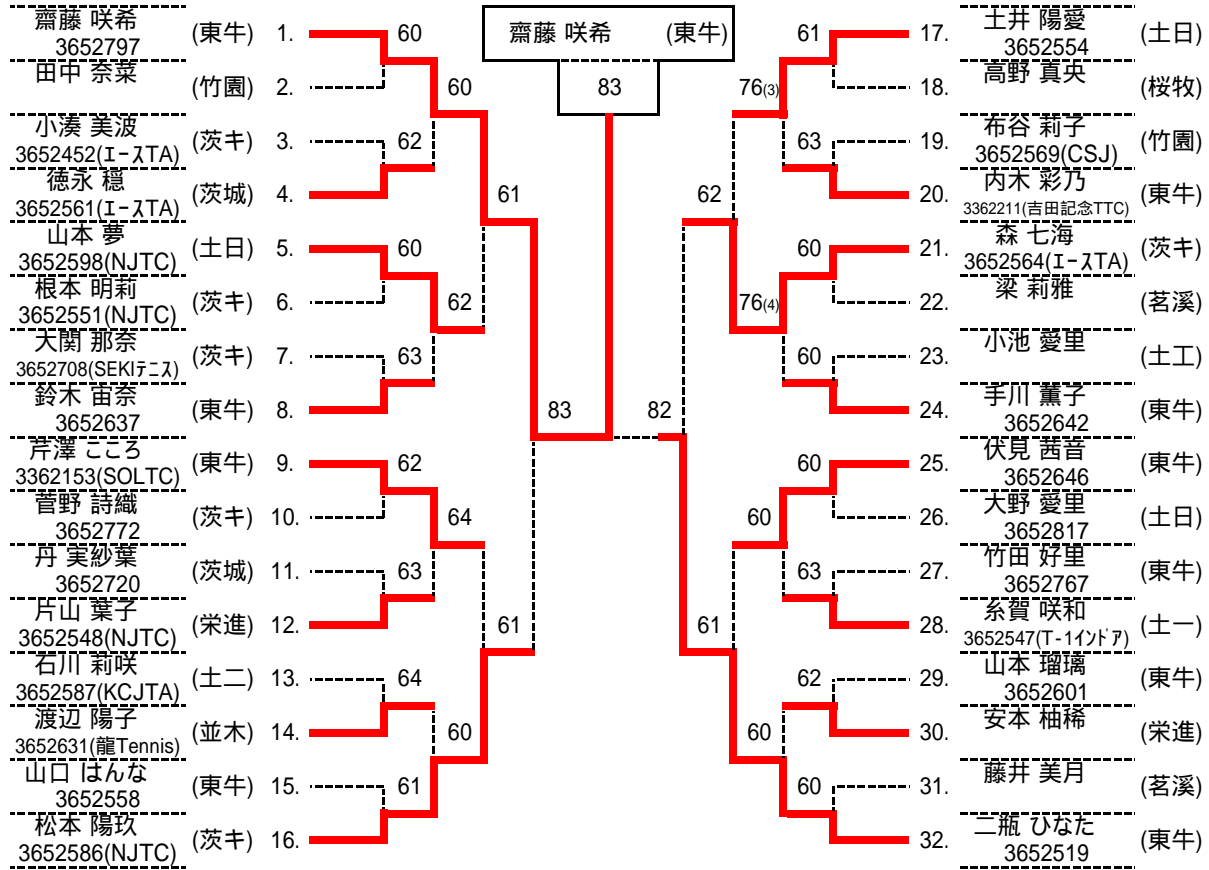 齋藤 咲希 (東牛)
83
齋藤 咲希
3652797
(東牛) 1.
田中 奈菜
(竹園) 2.
小湊 美波
3652452(ｴｰｽTA)
(茨キ) 3.
徳永 穏
3652561(ｴｰｽTA)
(茨城) 4.
山本 夢
3652598(NJTC)
(土日) 5.
根本 明莉
3652551(NJTC)
(茨キ) 6.
大関 那奈
3652708(SEKIﾃﾆｽ)
(茨キ) 7.
鈴木 宙奈
3652637
(東牛) 8.
芹澤 こころ
3362153(SOLTC)
(東牛) 9.
菅野 詩織
3652772
(茨キ) 10.
丹 実紗葉
3652720
(茨城) 11.
片山 葉子
3652548(NJTC)
(栄進) 12.
石川 莉咲
3652587(KCJTA)
(土二) 13.
渡辺 陽子
3652631(龍Tennis)
(並木) 14.
山口 はんな
3652558
(東牛) 15.
松本 陽玖
3652586(NJTC)
(茨キ) 16.
60
62
60
63
62
63
64
61
60
62
64
60
61
61
83
82
62
61
76(3)
76(4)
60
60
61
63
60
60
60
63
62
60
17. 土井 陽愛
3652554
(土日)
18. 高野 真央
(桜牧)
19. 布谷 莉子
3652569(CSJ)
(竹園)
20. 内木 彩乃
3362211(吉田記念TTC)
(東牛)
21. 森 七海
3652564(ｴｰｽTA)
(茨キ)
22. 梁 莉雅
(茗溪)
23. 小池 愛里
(土工)
24. 手川 薫子
3652642
(東牛)
25. 伏見 茜音
3652646
(東牛)
26. 大野 愛里
3652817
(土日)
27. 竹田 好里
3652767
(東牛)
28. 糸賀 咲和
3652547(T-1ｲﾝﾄﾞｱ)
(土一)
29. 山本 瑠璃
3652601
(東牛)
30. 安本 柚稀
(栄進)
31. 藤井 美月
(茗溪)
32. 二瓶 ひなた
3652519
(東牛)